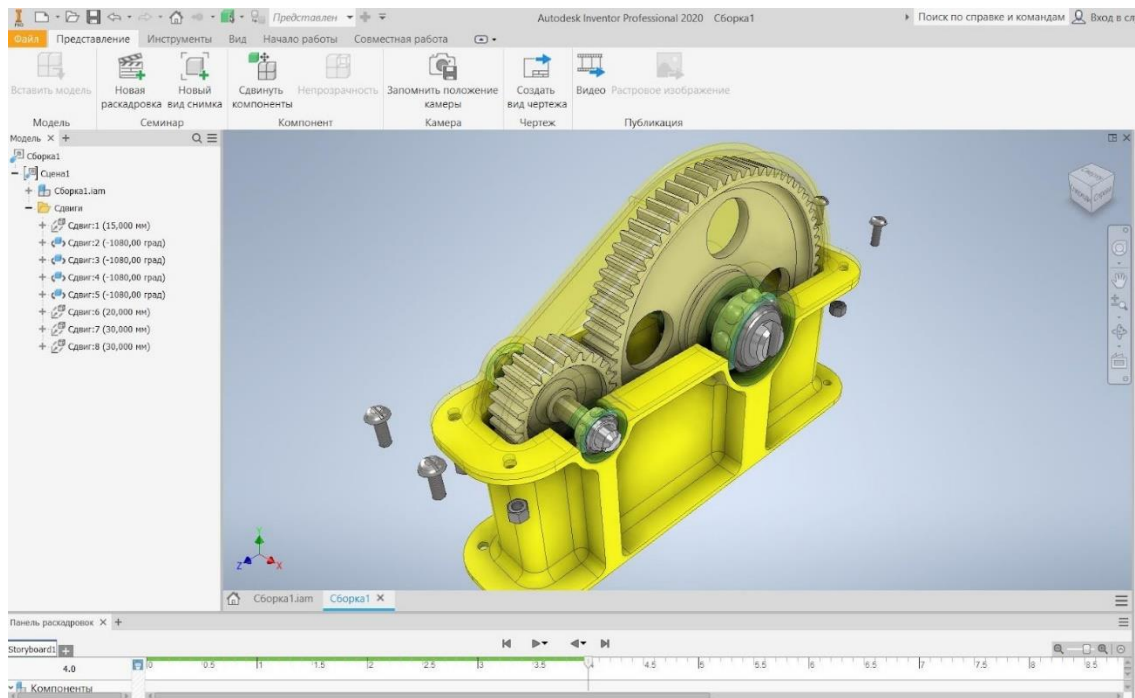 PRO
Представлен
Autodesk Inventor Professional 2020 Сборка1
Поиск по справке и командам
Вход в сл
Файл Представление Инструменты Вид Начало работы Совместная работа
Вставить модель
Новая раскадровка
Новый вид снимка
Сдвинуть компоненты
Непрозрачность
Запомнить положение камеры
Создать вид чертежа
Видео
Растровое изображение
Модель Семинар Компонент Камера Чертеж Публикация
Модель × +
Сборка1
Сцена1
Сборка1.iam
Сдвиги
Сдвиг:1 (15,000 мм)
Сдвиг:2 (-1080,00 град)
Сдвиг:3 (-1080,00 град)
Сдвиг:4 (-1080,00 град)
Сдвиг:5 (-1080,00 град)
Сдвиг:6 (20,000 мм)
Сдвиг:7 (30,000 мм)
Сдвиг:8 (30,000 мм)
Y
Z X
Сборка1.iam Сборка1 ×
Панель раскадровок × +
Storyboard1
4.0 0 0.5 1 1.5 2 2.5 3 3.5 4 4.5 5 5.5 6 6.5 7 7.5 8 8.5
Компоненты